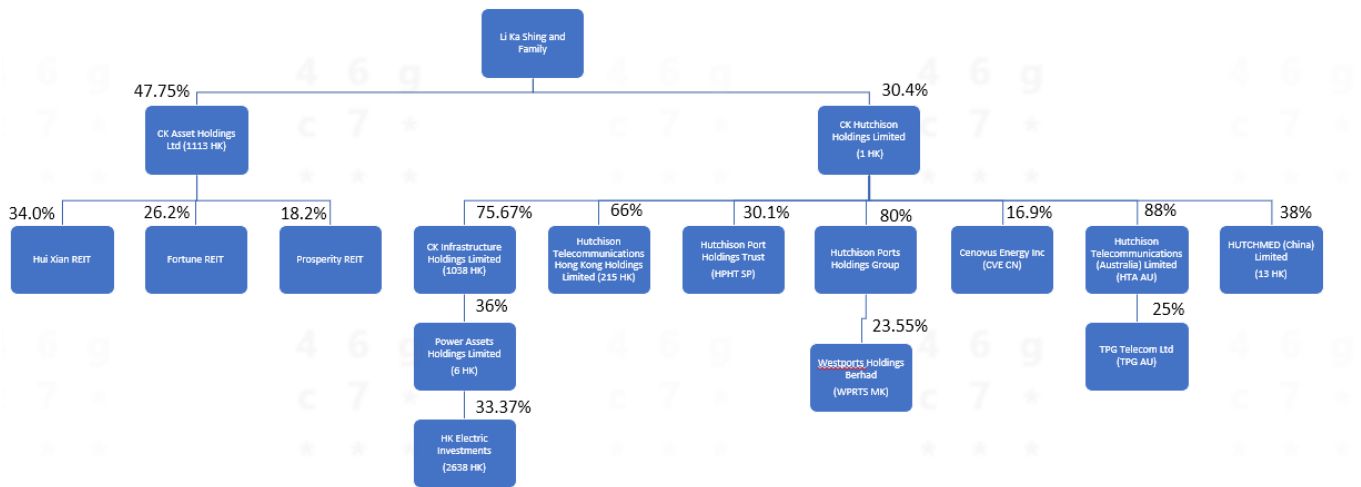 Li Ka Shing and
Family
47.75%
30.4%
CK Asset Holdings
Ltd (1113 HK)
CK Hutchison
Holdings Limited
(1 HK)
34.0%
26.2%
18.2%
75.67%
66%
30.1%
80%
16.9%
88%
38%
Hui Xian REIT
Fortune REIT
Prosperity REIT
CK Infrastructure
Holdings Limited
(1038 HK)
Hutchison
Telecommunications
Hong Kong Holdings
Limited (215 HK)
Hutchison Port
Holdings Trust
(HPHT SP)
Hutchison Ports
Holdings Group
Cenovus Energy Inc
(CVE CN)
Hutchison
Telecommunications
(Australia) Limited
(HTA AU)
HUTCHMED (China)
Limited
(13 HK)
36%
23.55%
25%
Power Assets
Holdings Limited
(6 HK)
Westports Holdings
Berhad
(WPRTS MK)
TPG Telecom Ltd
(TPG AU)
33.37%
HK Electric
Investments
(2638 HK)
4 6 g
c 7 *
* * *